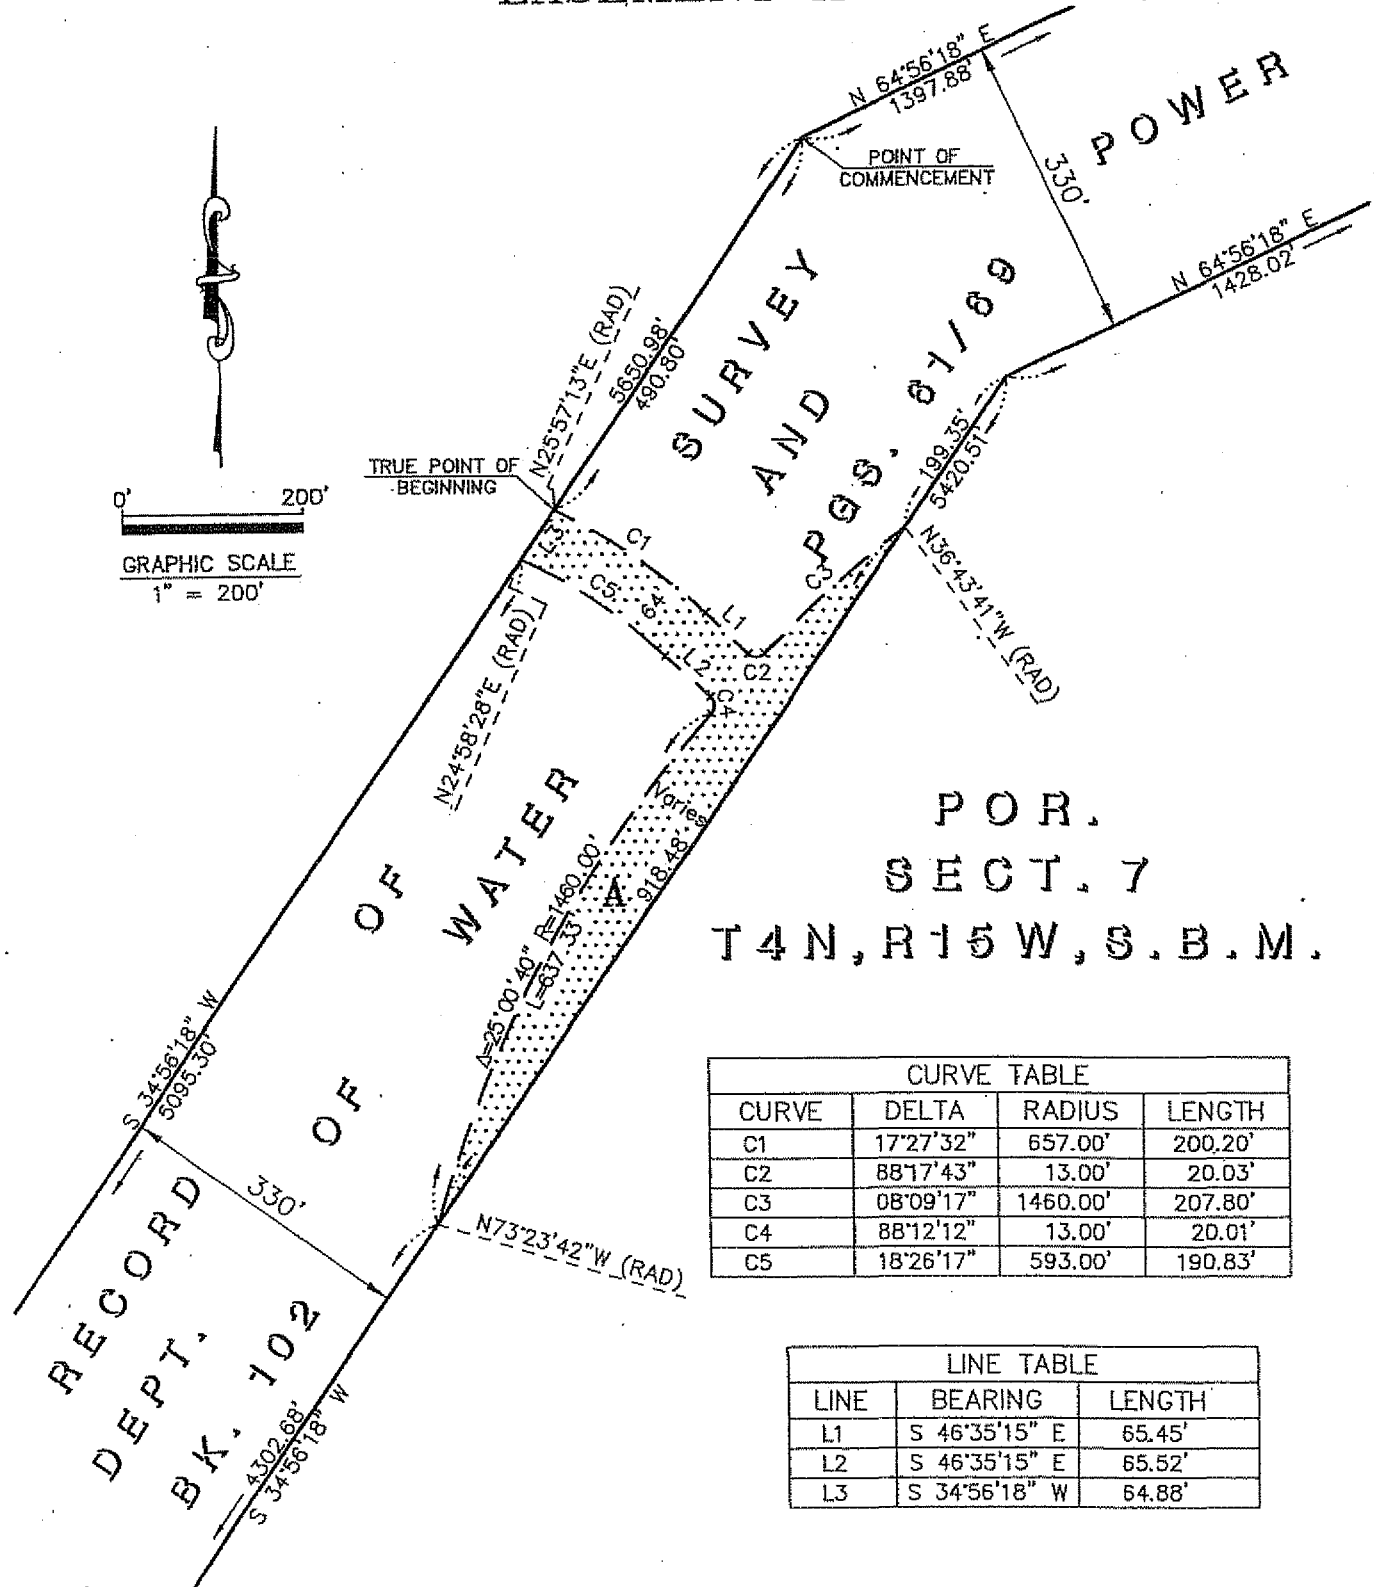 N 64°56'18" E
1397.88'
POWER
POINT OF
COMMENCEMENT
330'
N 64°56'18" E
1428.02'
SURVEY
AND
PGS. 61/69
N25°57'13"E (RAD)
5650.98'
490.80'
199.35'
5420.51'
TRUE POINT OF
BEGINNING
0' 200'
GRAPHIC SCALE
1" = 200'
L3
C1
C5
64'
L1
L2
C2
C3
C4
N36°43'41"W (RAD)
N24°58'28"E (RAD)
Varies
918.48'
A
Δ=25°00'40" R=1460.00'
L=637.33'
OF
WATER
OF
POR.
SECT. 7
T4N, R15W, S.B.M.
S 34°56'18" W
5095.30'
330'
N73°23'42"W (RAD)
RECORD
DEPT.
BK. 102
4302.68'
S 34°56'18" W
CURVE TABLE
CURVE DELTA RADIUS LENGTH
C1 17°27'32" 657.00' 200.20'
C2 88°17'43" 13.00' 20.03'
C3 08°09'17" 1460.00' 207.80'
C4 88°12'12" 13.00' 20.01'
C5 18°26'17" 593.00' 190.83'
LINE TABLE
LINE BEARING LENGTH
L1 S 46°35'15" E 65.45'
L2 S 46°35'15" E 65.52'
L3 S 34°56'18" W 64.88'